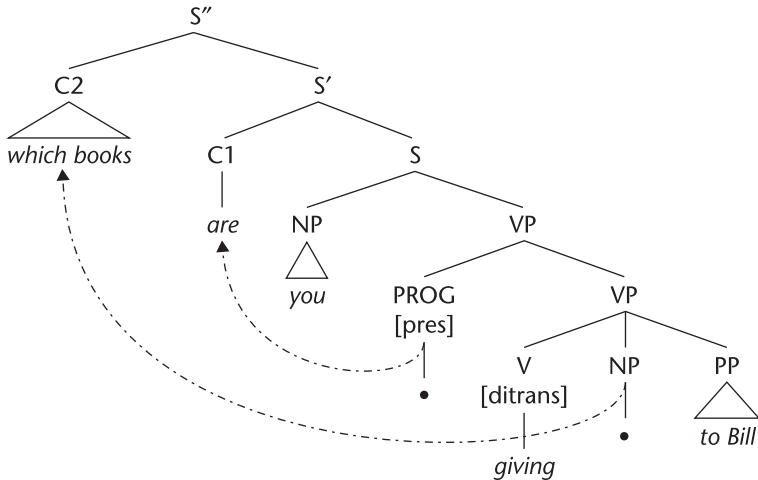 S″
C2 S′
which books C1 S
are NP VP
you PROG VP
[pres]
V NP PP
[ditrans]
to Bill
giving